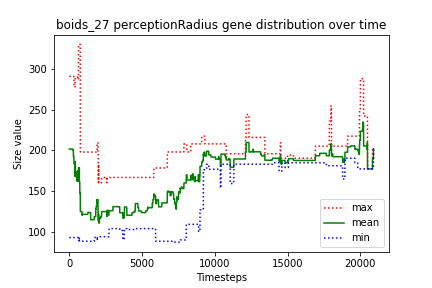 boids_27 perceptionRadius gene distribution over time
Size value
300
250
200
150
100
0
5000
10000
15000
20000
Timesteps
max
mean
min